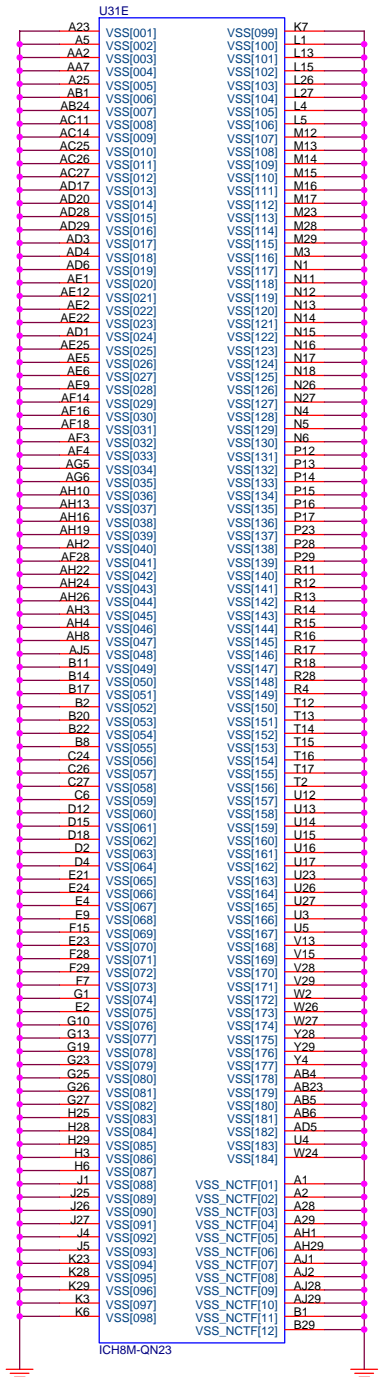 U31E
A23 VSS[001] VSS[099] K7
A5 VSS[002] VSS[100] L1
AA2 VSS[003] VSS[101] L13
AA7 VSS[004] VSS[102] L15
A25 VSS[005] VSS[103] L26
AB1 VSS[006] VSS[104] L27
AB24 VSS[007] VSS[105] L4
AC11 VSS[008] VSS[106] L5
AC14 VSS[009] VSS[107] M12
AC25 VSS[010] VSS[108] M13
AC26 VSS[011] VSS[109] M14
AC27 VSS[012] VSS[110] M15
AD17 VSS[013] VSS[111] M16
AD20 VSS[014] VSS[112] M17
AD28 VSS[015] VSS[113] M23
AD29 VSS[016] VSS[114] M28
AD3 VSS[017] VSS[115] M29
AD4 VSS[018] VSS[116] M3
AD6 VSS[019] VSS[117] N1
AE1 VSS[020] VSS[118] N11
AE12 VSS[021] VSS[119] N12
AE2 VSS[022] VSS[120] N13
AE22 VSS[023] VSS[121] N14
AD1 VSS[024] VSS[122] N15
AE25 VSS[025] VSS[123] N16
AE5 VSS[026] VSS[124] N17
AE6 VSS[027] VSS[125] N18
AE9 VSS[028] VSS[126] N26
AF14 VSS[029] VSS[127] N27
AF16 VSS[030] VSS[128] N4
AF18 VSS[031] VSS[129] N5
AF3 VSS[032] VSS[130] N6
AF4 VSS[033] VSS[131] P12
AG5 VSS[034] VSS[132] P13
AG6 VSS[035] VSS[133] P14
AH10 VSS[036] VSS[134] P15
AH13 VSS[037] VSS[135] P16
AH16 VSS[038] VSS[136] P17
AH19 VSS[039] VSS[137] P23
AH2 VSS[040] VSS[138] P28
AF28 VSS[041] VSS[139] P29
AH22 VSS[042] VSS[140] R11
AH24 VSS[043] VSS[141] R12
AH26 VSS[044] VSS[142] R13
AH3 VSS[045] VSS[143] R14
AH4 VSS[046] VSS[144] R15
AH8 VSS[047] VSS[145] R16
AJ5 VSS[048] VSS[146] R17
B11 VSS[049] VSS[147] R18
B14 VSS[050] VSS[148] R28
B17 VSS[051] VSS[149] R4
B2 VSS[052] VSS[150] T12
B20 VSS[053] VSS[151] T13
B22 VSS[054] VSS[152] T14
B8 VSS[055] VSS[153] T15
C24 VSS[056] VSS[154] T16
C26 VSS[057] VSS[155] T17
C27 VSS[058] VSS[156] T2
C6 VSS[059] VSS[157] U12
D12 VSS[060] VSS[158] U13
D15 VSS[061] VSS[159] U14
D18 VSS[062] VSS[160] U15
D2 VSS[063] VSS[161] U16
D4 VSS[064] VSS[162] U17
E21 VSS[065] VSS[163] U23
E24 VSS[066] VSS[164] U26
E4 VSS[067] VSS[165] U27
E9 VSS[068] VSS[166] U3
F15 VSS[069] VSS[167] U5
E23 VSS[070] VSS[168] V13
F28 VSS[071] VSS[169] V15
F29 VSS[072] VSS[170] V28
F7 VSS[073] VSS[171] V29
G1 VSS[074] VSS[172] W2
E2 VSS[075] VSS[173] W26
G10 VSS[076] VSS[174] W27
G13 VSS[077] VSS[175] Y28
G19 VSS[078] VSS[176] Y29
G23 VSS[079] VSS[177] Y4
G25 VSS[080] VSS[178] AB4
G26 VSS[081] VSS[179] AB23
G27 VSS[082] VSS[180] AB5
H25 VSS[083] VSS[181] AB6
H28 VSS[084] VSS[182] AD5
H29 VSS[085] VSS[183] U4
H3 VSS[086] VSS[184] W24
H6 VSS[087]
J1 VSS[088] VSS_NCTF[01] A1
J25 VSS[089] VSS_NCTF[02] A2
J26 VSS[090] VSS_NCTF[03] A28
J27 VSS[091] VSS_NCTF[04] A29
J4 VSS[092] VSS_NCTF[05] AH1
J5 VSS[093] VSS_NCTF[06] AH29
K23 VSS[094] VSS_NCTF[07] AJ1
K28 VSS[095] VSS_NCTF[08] AJ2
K29 VSS[096] VSS_NCTF[09] AJ28
K3 VSS[097] VSS_NCTF[10] AJ29
K6 VSS[098] VSS_NCTF[11] B1
VSS_NCTF[12] B29
ICH8M-QN23